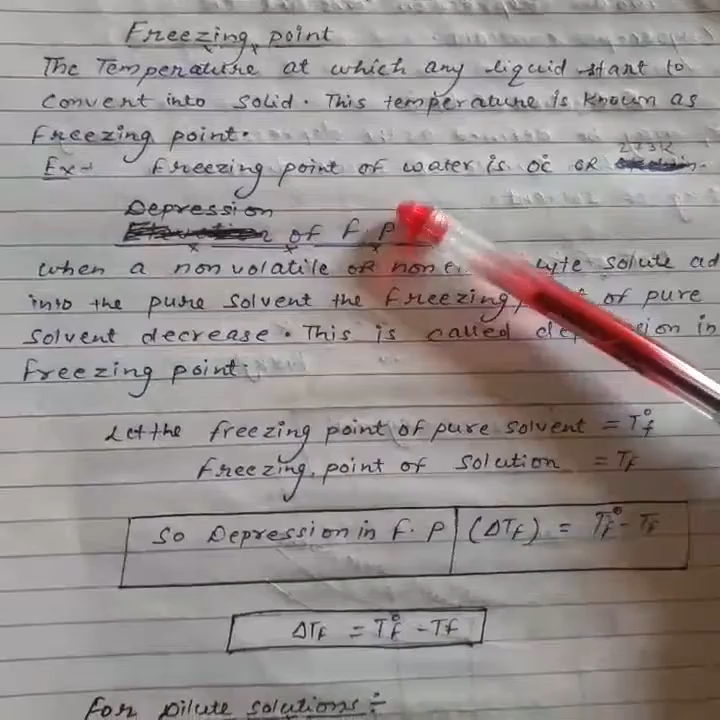 Freezing point
The Temperature at which any liquid start to
convert into solid. This temperature is known as
Freezing point.
Ex→ freezing point of water is 0°C OR 273K
Depression
of F.P
when a non volatile OR non solute ad
into the pure solvent the freezing of pure
solvent decrease. This is called in
freezing point.
Let the freezing point of pure solvent = T°f
Freezing point of solution = Tf
So Depression in F.P (ΔTf) = T°f - Tf
ΔTf = T°f - Tf
For Dilute solutions÷